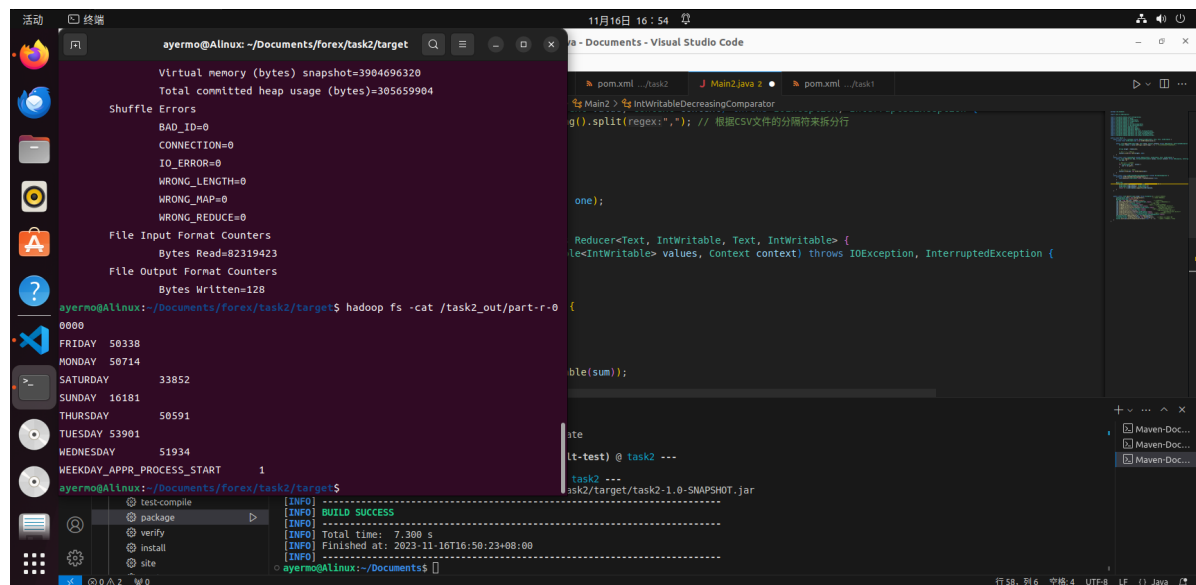 活动
终端
11月16日 16：54
ayermo@Alinux: ~/Documents/forex/task2/target
Virtual memory (bytes) snapshot=3904696320
Total committed heap usage (bytes)=305659904
Shuffle Errors
BAD_ID=0
CONNECTION=0
IO_ERROR=0
WRONG_LENGTH=0
WRONG_MAP=0
WRONG_REDUCE=0
File Input Format Counters
Bytes Read=82319423
File Output Format Counters
Bytes Written=128
ayermo@Alinux:~/Documents/forex/task2/target$ hadoop fs -cat /task2_out/part-r-0
0000
FRIDAY 50338
MONDAY 50714
SATURDAY 33852
SUNDAY 16181
THURSDAY 50591
TUESDAY 53901
WEDNESDAY 51934
WEEKDAY_APPR_PROCESS_START 1
ayermo@Alinux:~/Documents/forex/task2/target$
va - Documents - Visual Studio Code
pom.xml .../task2
Main2.java 2
pom.xml .../task1
Main2 > IntWritableDecreasingComparator
g().split(regex:","); // 根据CSV文件的分隔符来拆分行
one);
Reducer<Text, IntWritable, Text, IntWritable> {
le<IntWritable> values, Context context) throws IOException, InterruptedException {
{
ble(sum));
ate
lt-test) @ task2 ---
task2 ---
ask2/target/task2-1.0-SNAPSHOT.jar
[INFO] ------------------------------------------------------------------------
[INFO] BUILD SUCCESS
[INFO] ------------------------------------------------------------------------
[INFO] Total time: 7.300 s
[INFO] Finished at: 2023-11-16T16:50:23+08:00
[INFO] ------------------------------------------------------------------------
ayermo@Alinux:~/Documents$
Maven-Doc...
Maven-Doc...
Maven-Doc...
test-compile
package
verify
install
site
0 2 0
行 58，列 6 空格: 4 UTF-8 LF {} Java